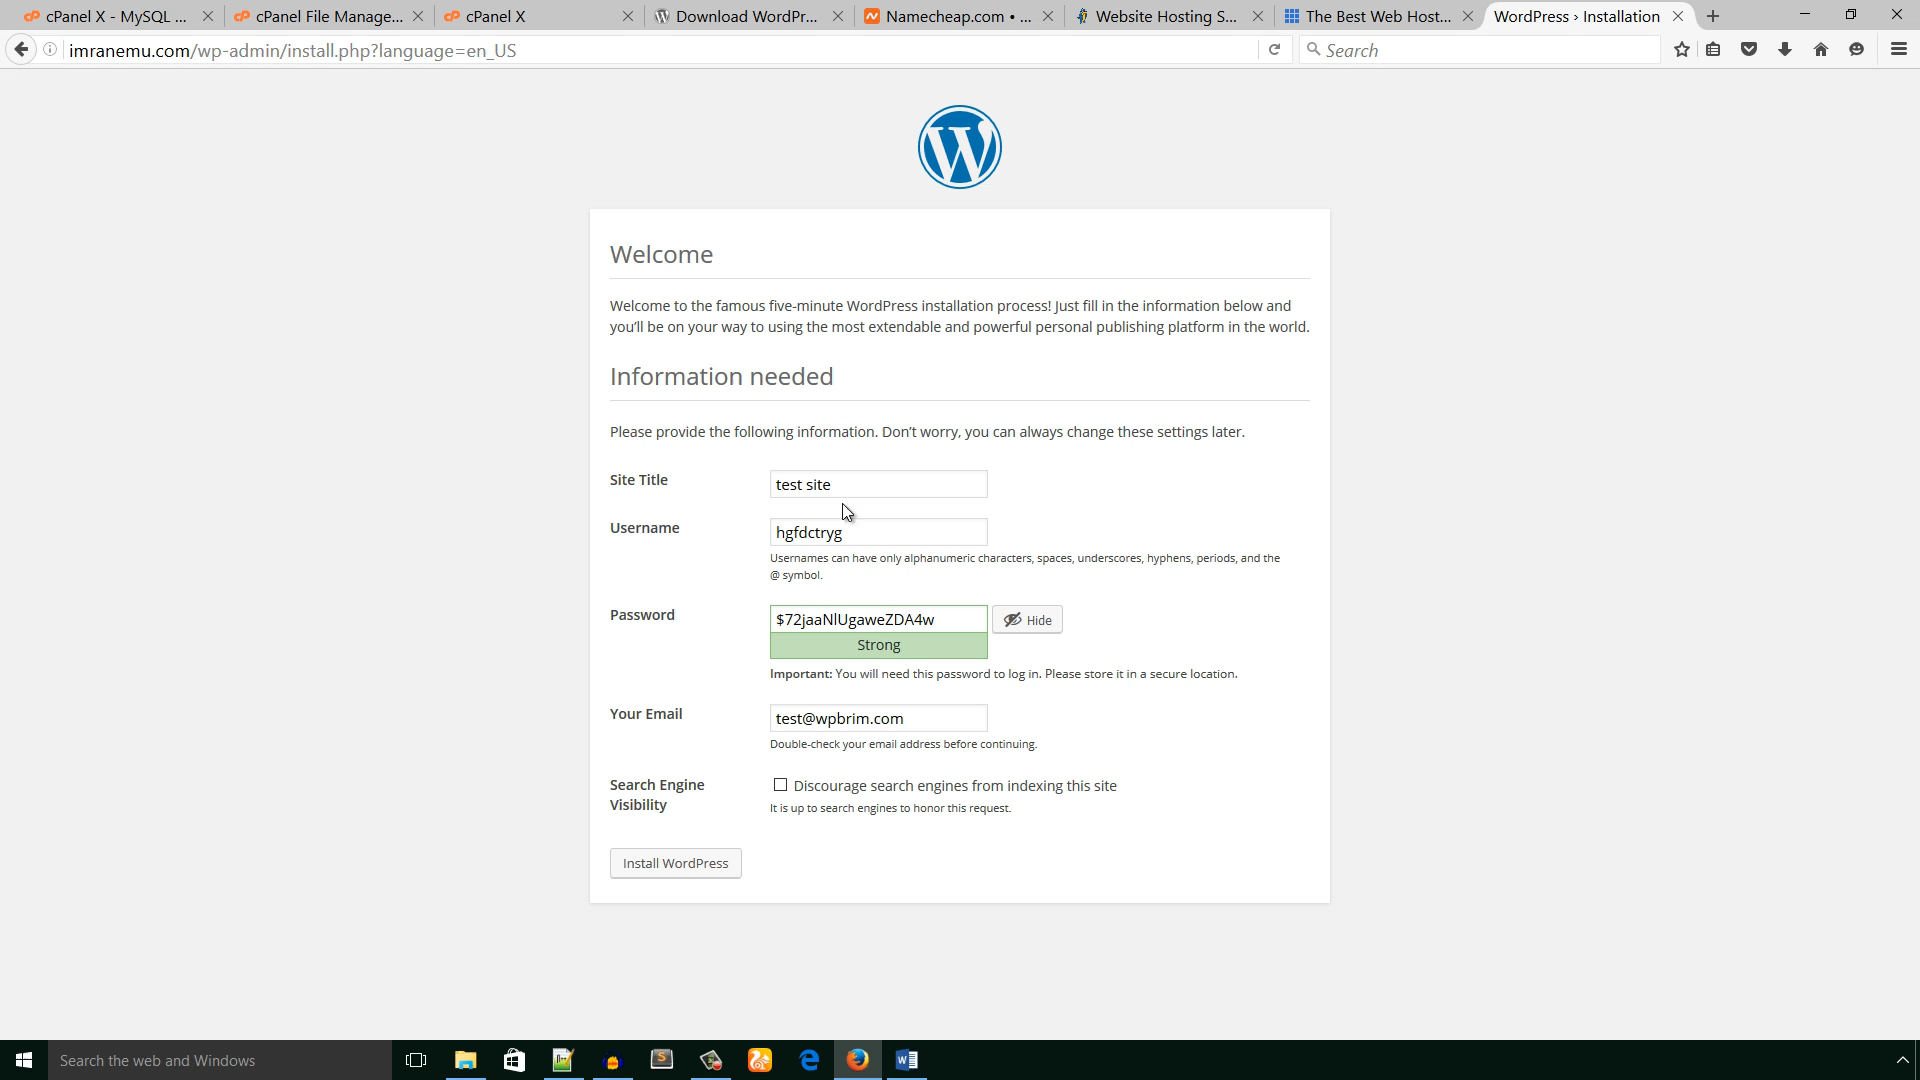 cPanel X - MySQL ...
cPanel File Manage...
cPanel X
Download WordPr...
Namecheap.com • ...
Website Hosting S...
The Best Web Host...
WordPress › Installation
imranemu.com/wp-admin/install.php?language=en_US
Search
Welcome
Welcome to the famous five-minute WordPress installation process! Just fill in the information below and
you'll be on your way to using the most extendable and powerful personal publishing platform in the world.
Information needed
Please provide the following information. Don't worry, you can always change these settings later.
Site Title
test site
Username
hgfdctryg
Usernames can have only alphanumeric characters, spaces, underscores, hyphens, periods, and the
@ symbol.
Password
$72jaaNlUgaweZDA4w
Hide
Strong
Important: You will need this password to log in. Please store it in a secure location.
Your Email
test@wpbrim.com
Double-check your email address before continuing.
Search Engine
Visibility
Discourage search engines from indexing this site
It is up to search engines to honor this request.
Install WordPress
Search the web and Windows